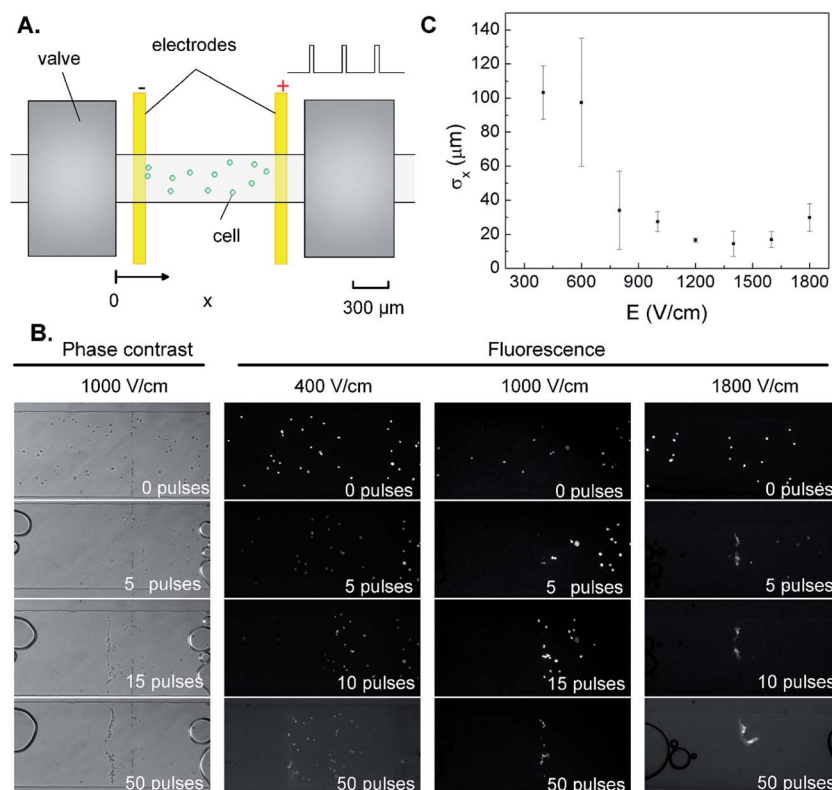 A.
electrodes
valve
-
+
cell
0
x
300 µm
C
140
120
100
80
60
40
20
0
σx (µm)
300
600
900
1200
1500
1800
E (V/cm)
B.
Phase contrast
Fluorescence
1000 V/cm
400 V/cm
1000 V/cm
1800 V/cm
0 pulses
0 pulses
0 pulses
0 pulses
5 pulses
5 pulses
5 pulses
5 pulses
15 pulses
10 pulses
15 pulses
10 pulses
50 pulses
50 pulses
50 pulses
50 pulses